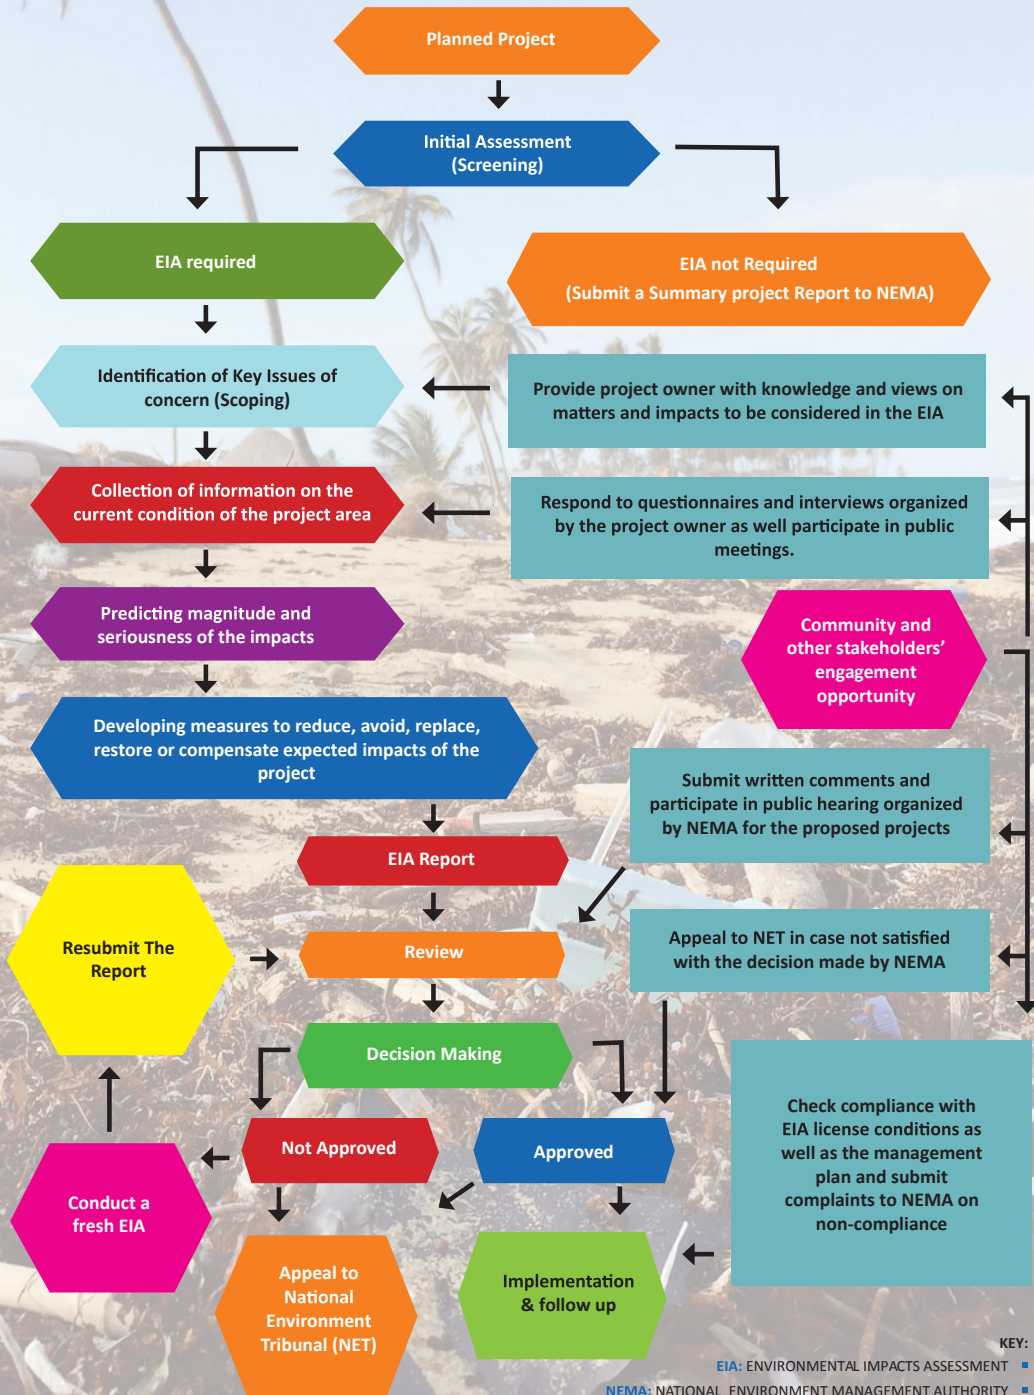 Planned Project
Initial Assessment
(Screening)
EIA required
EIA not Required
(Submit a Summary project Report to NEMA)
Identification of Key Issues of
concern (Scoping)
Provide project owner with knowledge and views on
matters and impacts to be considered in the EIA
Collection of information on the
current condition of the project area
Respond to questionnaires and interviews organized
by the project owner as well participate in public
meetings.
Predicting magnitude and
seriousness of the impacts
Community and
other stakeholders’
engagement
opportunity
Developing measures to reduce, avoid, replace,
restore or compensate expected impacts of the
project
Submit written comments and
participate in public hearing organized
by NEMA for the proposed projects
EIA Report
Resubmit The
Report
Review
Appeal to NET in case not satisfied
with the decision made by NEMA
Decision Making
Check compliance with
EIA license conditions as
well as the management
plan and submit
complaints to NEMA on
non-compliance
Not Approved
Approved
Conduct a
fresh EIA
Appeal to
National
Environment
Tribunal (NET)
Implementation
& follow up
KEY:
EIA: ENVIRONMENTAL IMPACTS ASSESSMENT
NEMA: NATIONAL ENVIRONMENT MANAGEMENT AUTHORITY